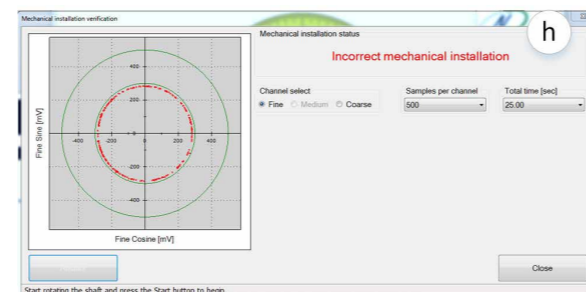 Mechanical installation verification
h
Mechanical installation status
Incorrect mechanical installation
Channel select
Fine Medium Coarse
Samples per channel
500
Total time [sec]
25.00
Fine Sine [mV]
400
200
-400 -200 0 200 400
-200
-400
Fine Cosine [mV]
Close
Start rotating the shaft and press the Start button to begin